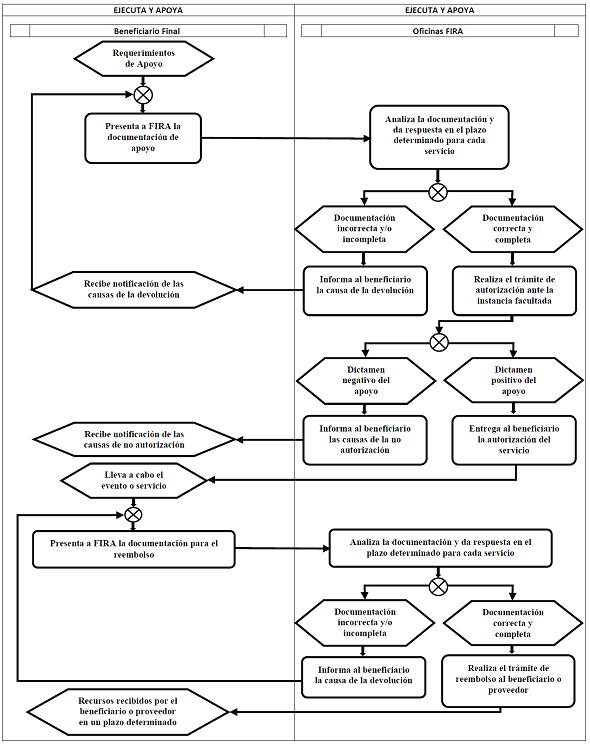 EJECUTA Y APOYA
EJECUTA Y APOYA
Beneficiario Final
Oficinas FIRA
Requerimientos
de Apoyo
Presenta a FIRA la
documentación de
apoyo
Analiza la documentación y
da respuesta en el plazo
determinado para cada
servicio
Documentación
incorrecta y/o
incompleta
Documentación
correcta y
completa
Recibe notificación de las
causas de la devolución
Informa al beneficiario
la causa de la devolución
Realiza el trámite de
autorización ante la
instancia facultada
Dictamen
negativo del
apoyo
Dictamen
positivo del
apoyo
Recibe notificación de las
causas de no autorización
Informa al beneficiario
las causas de la no
autorización
Entrega al beneficiario
la autorización del
servicio
Lleva a cabo el
evento o servicio
Presenta a FIRA la documentación para el
reembolso
Analiza la documentación y da respuesta en el
plazo determinado para cada servicio
Documentación
incorrecta y/o
incompleta
Documentación
correcta y
completa
Informa al beneficiario
la causa de la devolución
Realiza el trámite de
reembolso al beneficiario o
proveedor
Recursos recibidos por el
beneficiario o proveedor
en un plazo determinado